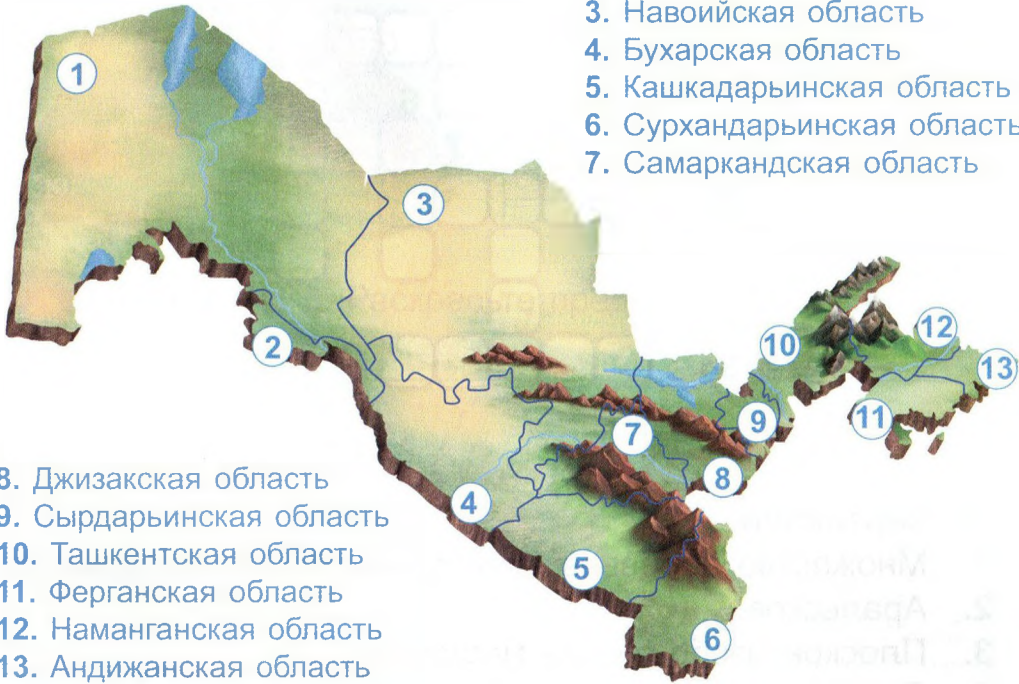 3. Навоийская область
4. Бухарская область
5. Кашкадарьинская область
6. Сурхандарьинская область
7. Самаркандская область
1
3
2
10
12
13
9
11
7
8
4
5
6
8. Джизакская область
9. Сырдарьинская область
10. Ташкентская область
11. Ферганская область
12. Наманганская область
13. Андижанская область